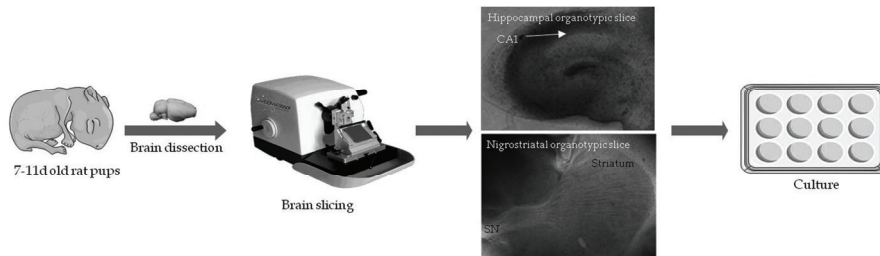 7-11d old rat pups
Brain dissection
Brain slicing
Hippocampal organotypic slice
CA1
Nigrostriatal organotypic slice
Striatum
SN
Culture